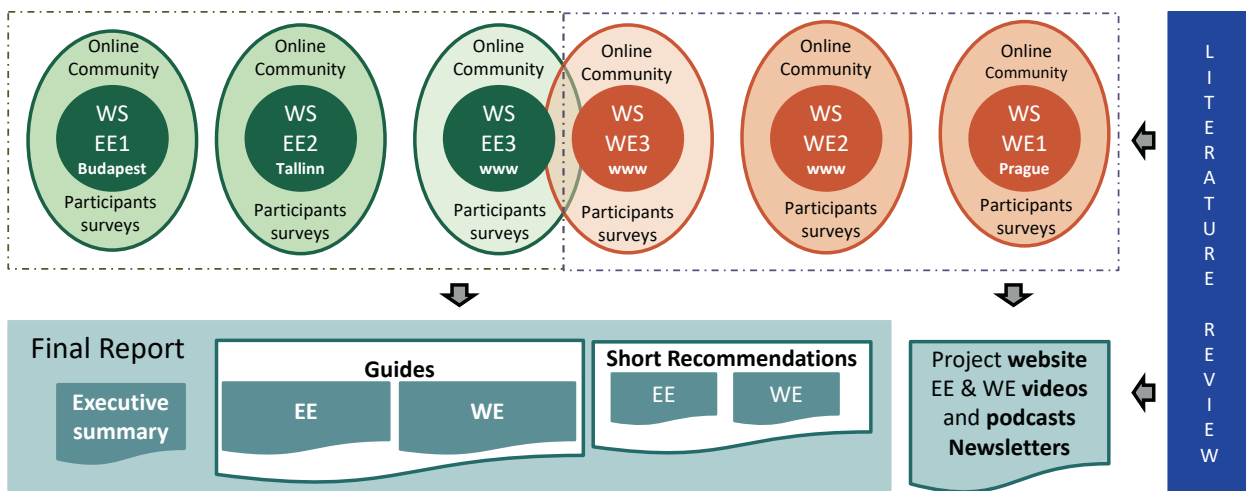 Online
Community
WS
EE1
Budapest
Participants
surveys
Online
Community
WS
EE2
Tallinn
Participants
surveys
Online
Community
WS
EE3
www
Participants
surveys
Online
Community
WS
WE3
www
Participants
surveys
Online
Community
WS
WE2
www
Participants
surveys
Online
Community
WS
WE1
Prague
Participants
surveys
LITERATURE REVIEW
Final Report
Executive
summary
Guides
EE
WE
Short Recommendations
EE
WE
Project website
EE & WE videos
and podcasts
Newsletters